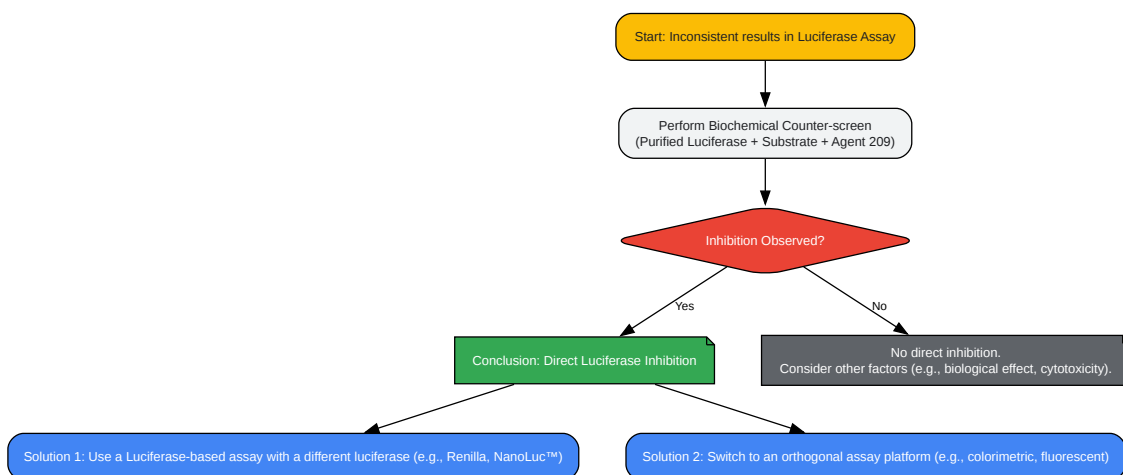 Start: Inconsistent results in Luciferase Assay
Perform Biochemical Counter-screen
(Purified Luciferase + Substrate + Agent 209)
Inhibition Observed?
Yes
No
Conclusion: Direct Luciferase Inhibition
No direct inhibition.
Consider other factors (e.g., biological effect, cytotoxicity).
Solution 1: Use a Luciferase-based assay with a different luciferase (e.g., Renilla, NanoLuc™)
Solution 2: Switch to an orthogonal assay platform (e.g., colorimetric, fluorescent)